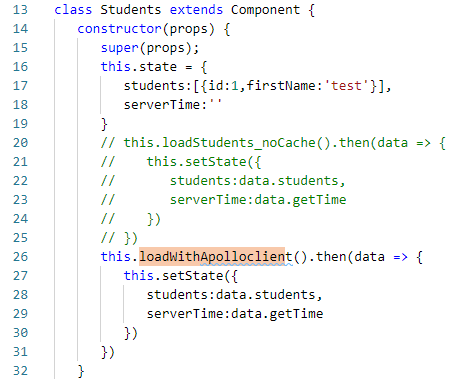 13 class Students extends Component {
14 constructor(props) {
15 super(props);
16 this.state = {
17 students:[{id:1,firstName:'test'}],
18 serverTime:''
19 }
20 // this.loadStudents_noCache().then(data => {
21 // this.setState({
22 // students:data.students,
23 // serverTime:data.getTime
24 // })
25 // })
26 this.loadWithApolloclient().then(data => {
27 this.setState({
28 students:data.students,
29 serverTime:data.getTime
30 })
31 })
32 }